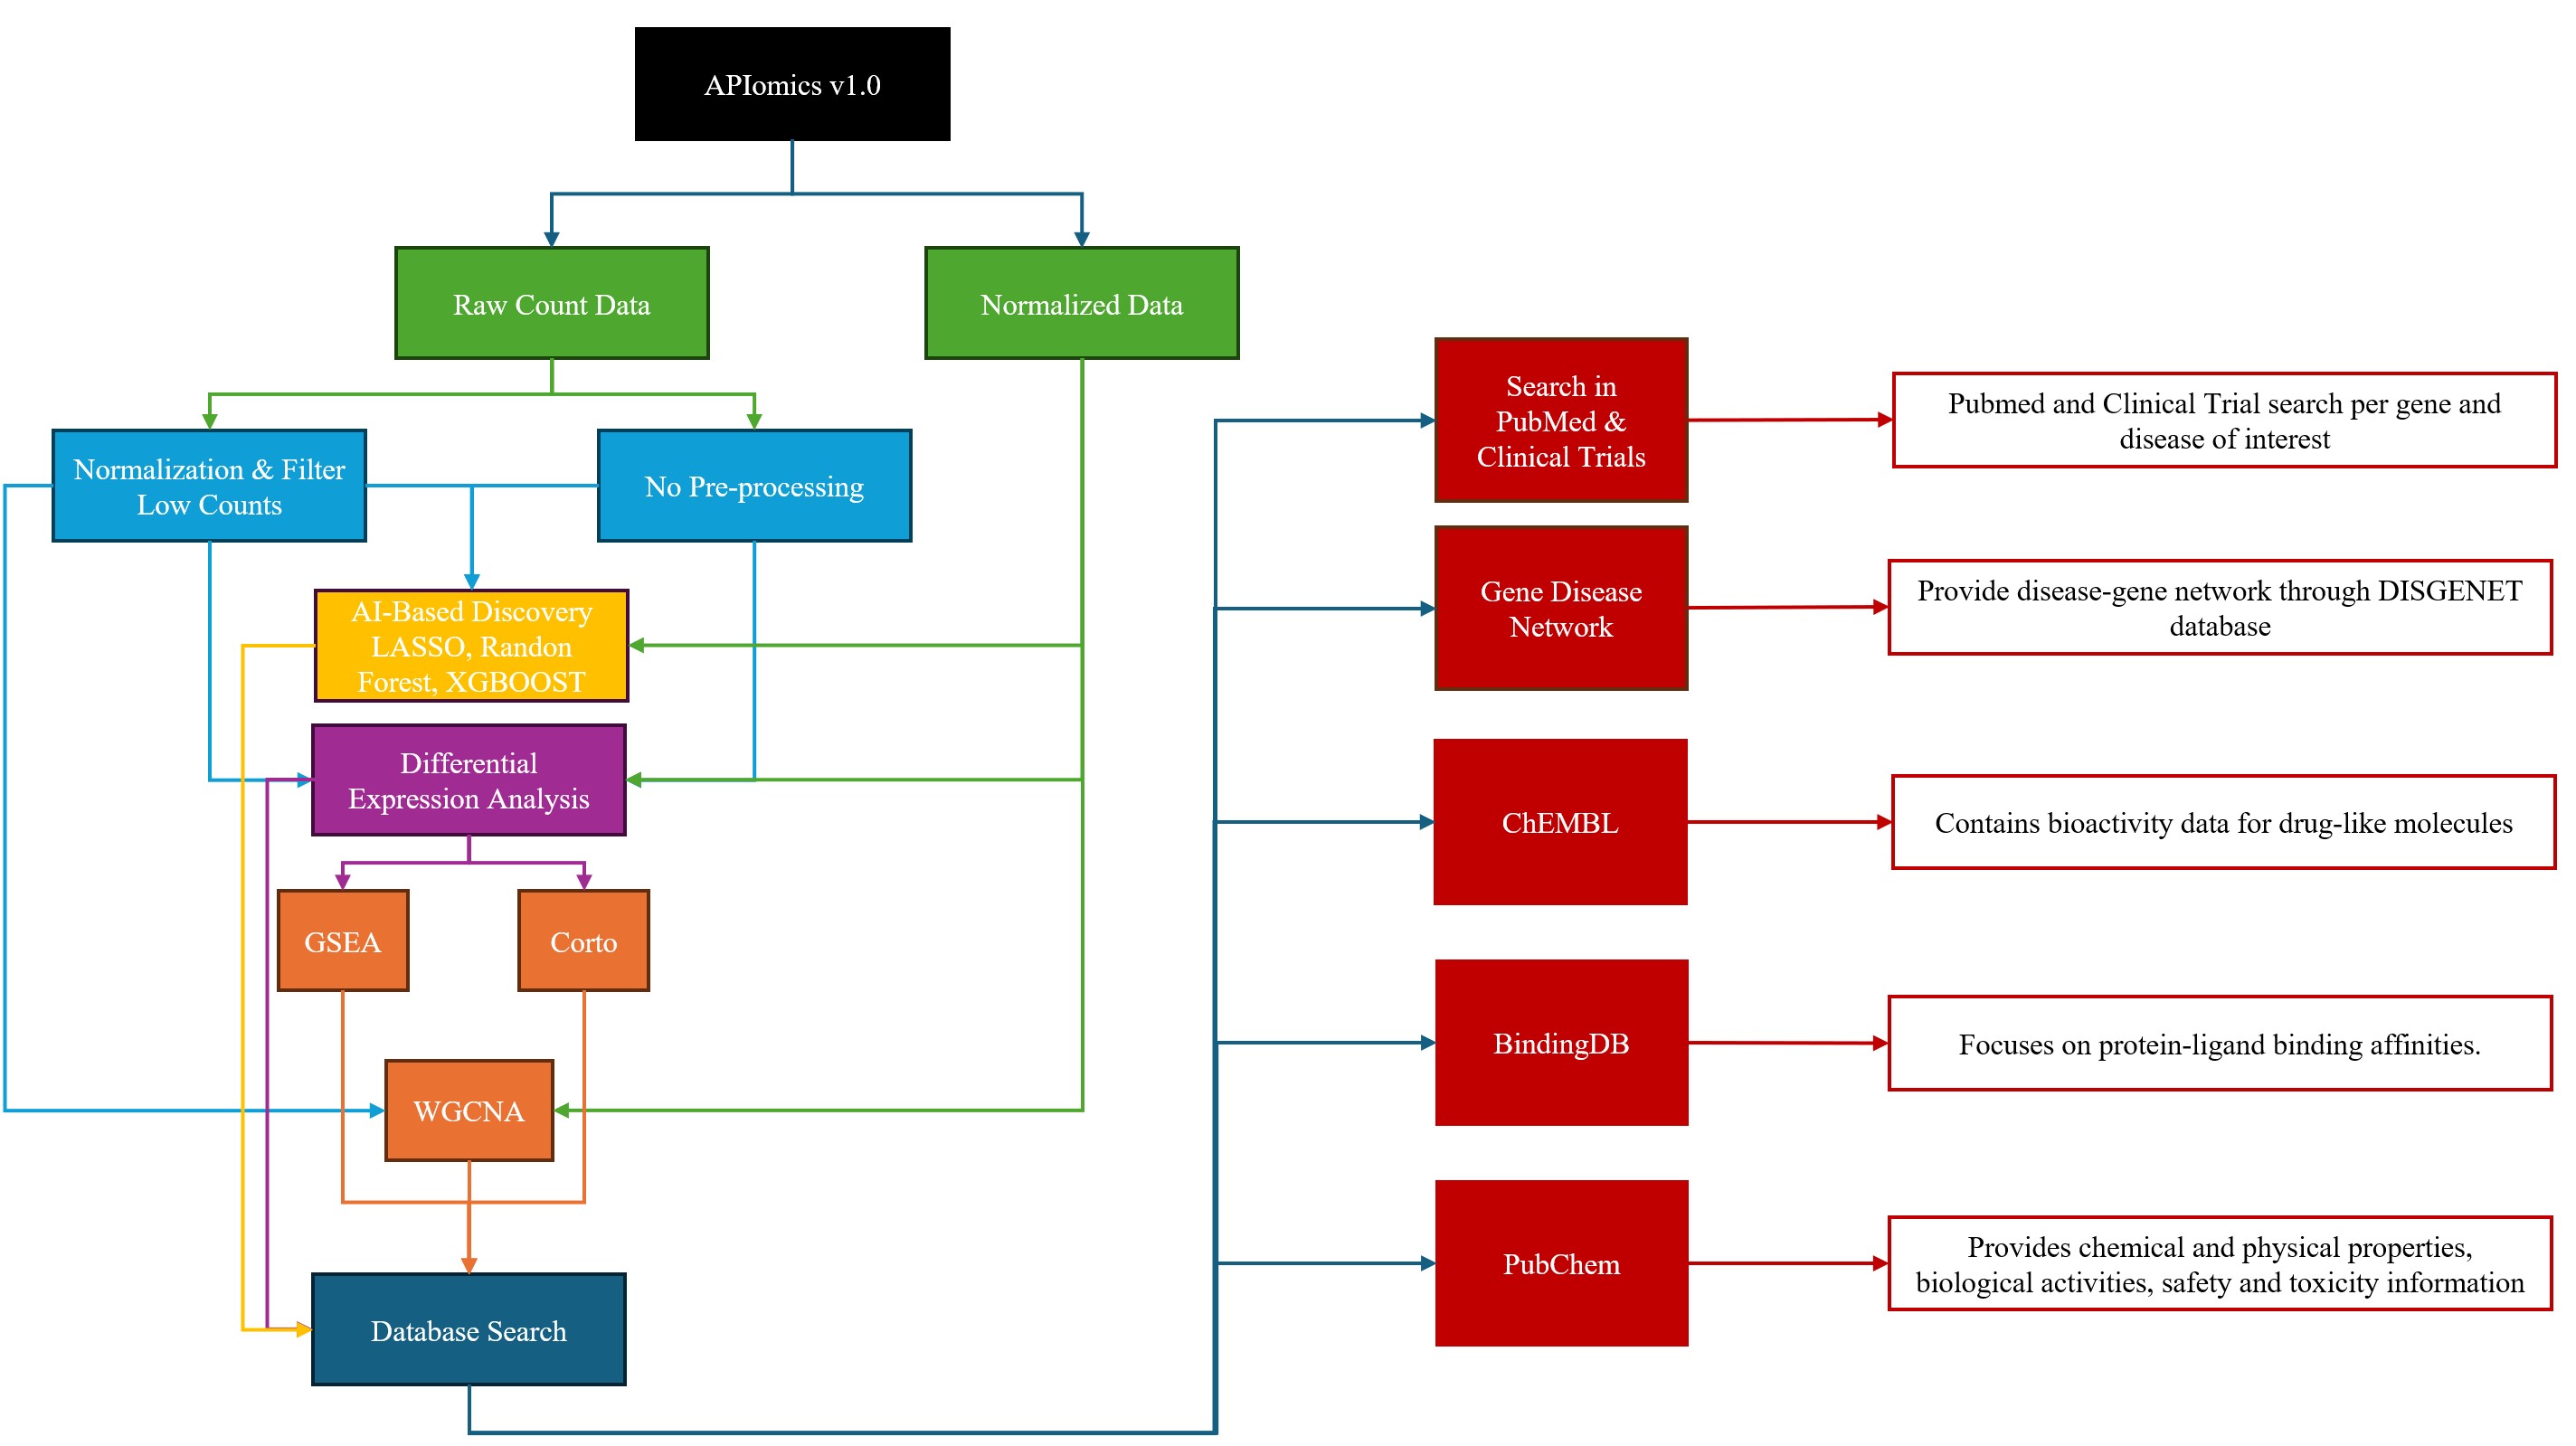 APIomics v1.0
Raw Count Data
Normalized Data
Normalization & Filter
Low Counts
No Pre-processing
AI-Based Discovery
LASSO, Randon
Forest, XGBOOST
Differential
Expression Analysis
GSEA
Corto
WGCNA
Database Search
Search in
PubMed &
Clinical Trials
Pubmed and Clinical Trial search per gene and
disease of interest
Gene Disease
Network
Provide disease-gene network through DISGENET
database
ChEMBL
Contains bioactivity data for drug-like molecules
BindingDB
Focuses on protein-ligand binding affinities.
PubChem
Provides chemical and physical properties,
biological activities, safety and toxicity information